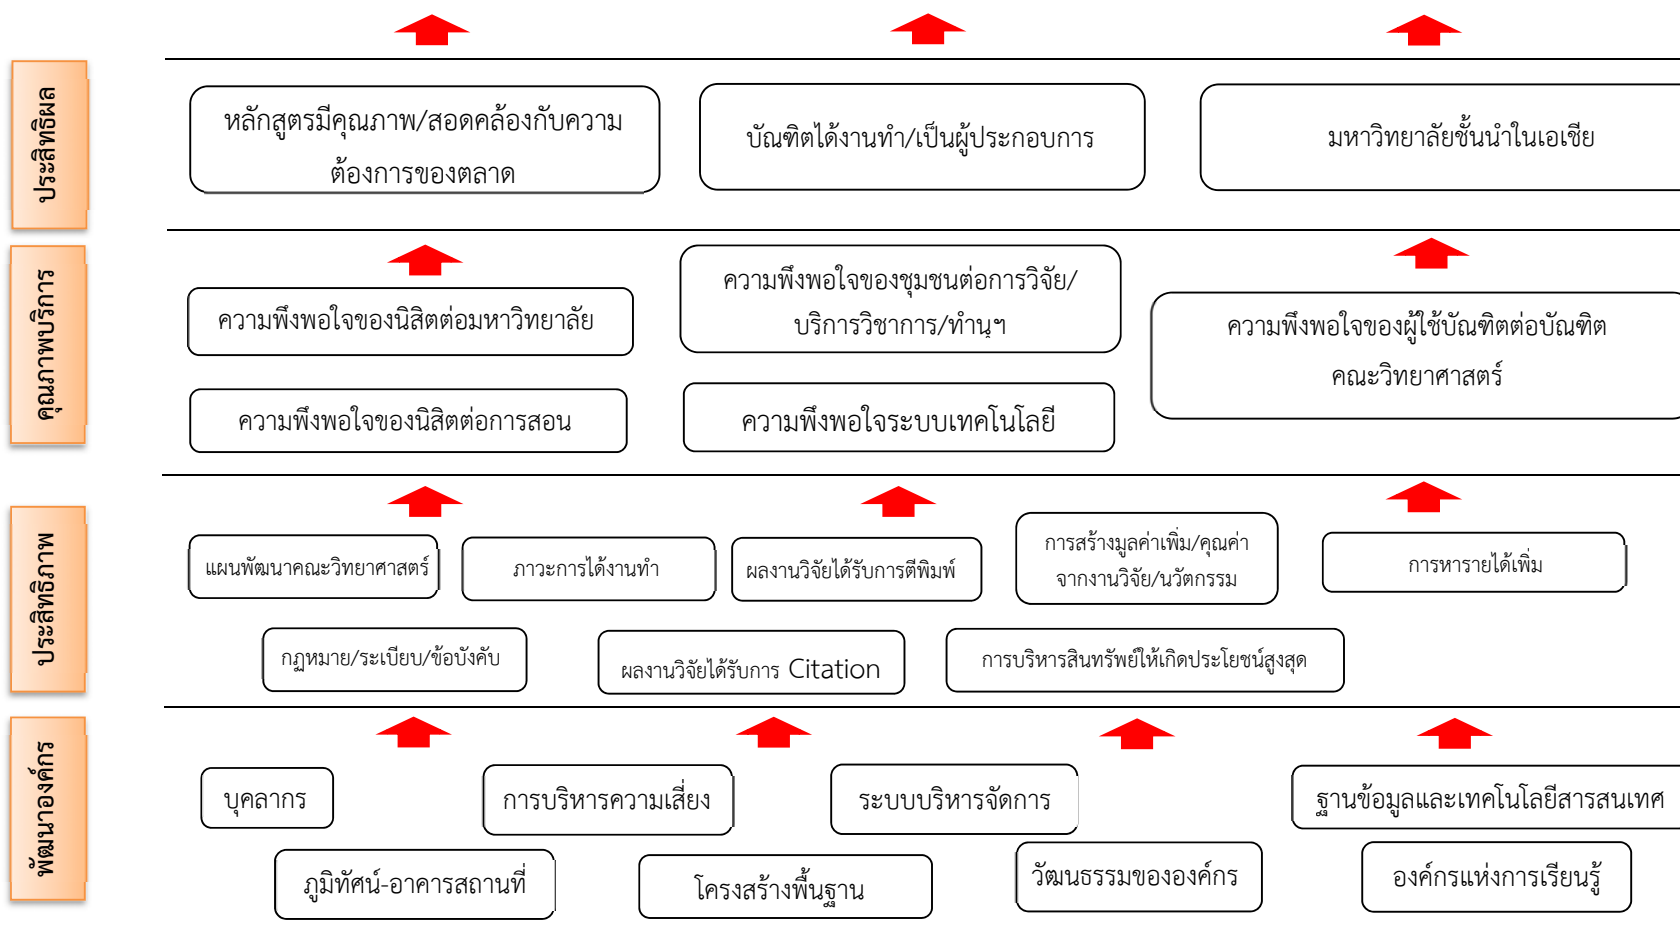 ประสิทธิผล
หลักสูตรมีคุณภาพ/สอดคล้องกับความ
ต้องการของตลาด
บัณฑิตได้งานทำ/เป็นผู้ประกอบการ
มหาวิทยาลัยชั้นนำในเอเชีย
คุณภาพบริการ
ความพึงพอใจของนิสิตต่อมหาวิทยาลัย
ความพึงพอใจของชุมชนต่อการวิจัย/
บริการวิชาการ/ทำนุฯ
ความพึงพอใจของผู้ใช้บัณฑิตต่อบัณฑิต
คณะวิทยาศาสตร์
ความพึงพอใจของนิสิตต่อการสอน
ความพึงพอใจระบบเทคโนโลยี
ประสิทธิภาพ
แผนพัฒนาคณะวิทยาศาสตร์
ภาวะการได้งานทำ
ผลงานวิจัยได้รับการตีพิมพ์
การสร้างมูลค่าเพิ่ม/คุณค่า
จากงานวิจัย/นวัตกรรม
การหารายได้เพิ่ม
กฎหมาย/ระเบียบ/ข้อบังคับ
ผลงานวิจัยได้รับการ Citation
การบริหารสินทรัพย์ให้เกิดประโยชน์สูงสุด
พัฒนาองค์กร
บุคลากร
การบริหารความเสี่ยง
ระบบบริหารจัดการ
ฐานข้อมูลและเทคโนโลยีสารสนเทศ
ภูมิทัศน์-อาคารสถานที่
โครงสร้างพื้นฐาน
วัฒนธรรมขององค์กร
องค์กรแห่งการเรียนรู้